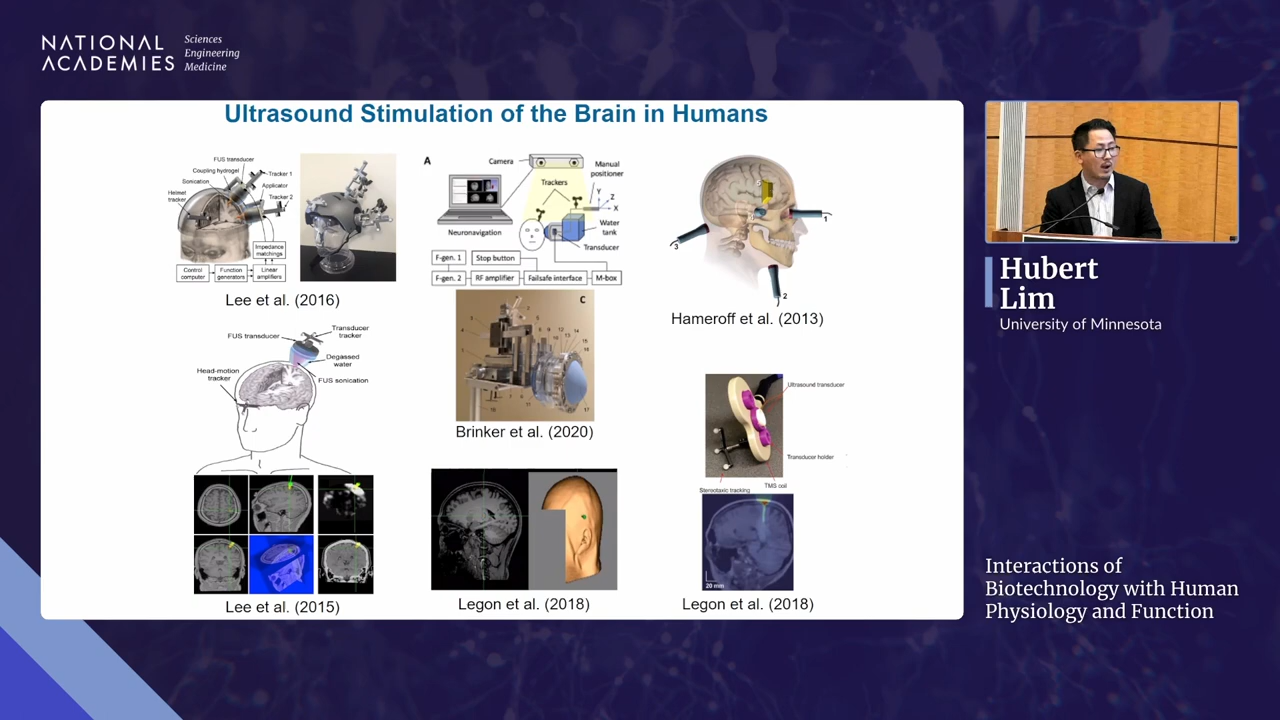 NATIONAL
ACADEMIES
Sciences
Engineering
Medicine
Ultrasound Stimulation of the Brain in Humans
FUS transducer
Coupling hydrogel
Sonication
Helmet
tracker
Tracker 1
Applicator
Tracker 2
Impedance
matchings
Control
computer
Function
generators
Linear
amplifiers
Lee et al. (2016)
A
Camera
Manual
positioner
Trackers
Y
Z
X
Neuronavigation
Water
tank
Transducer
F-gen. 1
Stop button
F-gen. 2
RF amplifier
Failsafe interface
M-box
C
Brinker et al. (2020)
1
2
3
Hameroff et al. (2013)
FUS transducer
Transducer
tracker
Degassed
water
Head-motion
tracker
FUS sonication
Lee et al. (2015)
Legon et al. (2018)
Ultrasound transducer
Transducer holder
TMS coil
Stereotaxic tracking
20 mm
Legon et al. (2018)
Hubert
Lim
University of Minnesota
Interactions of
Biotechnology with Human
Physiology and Function